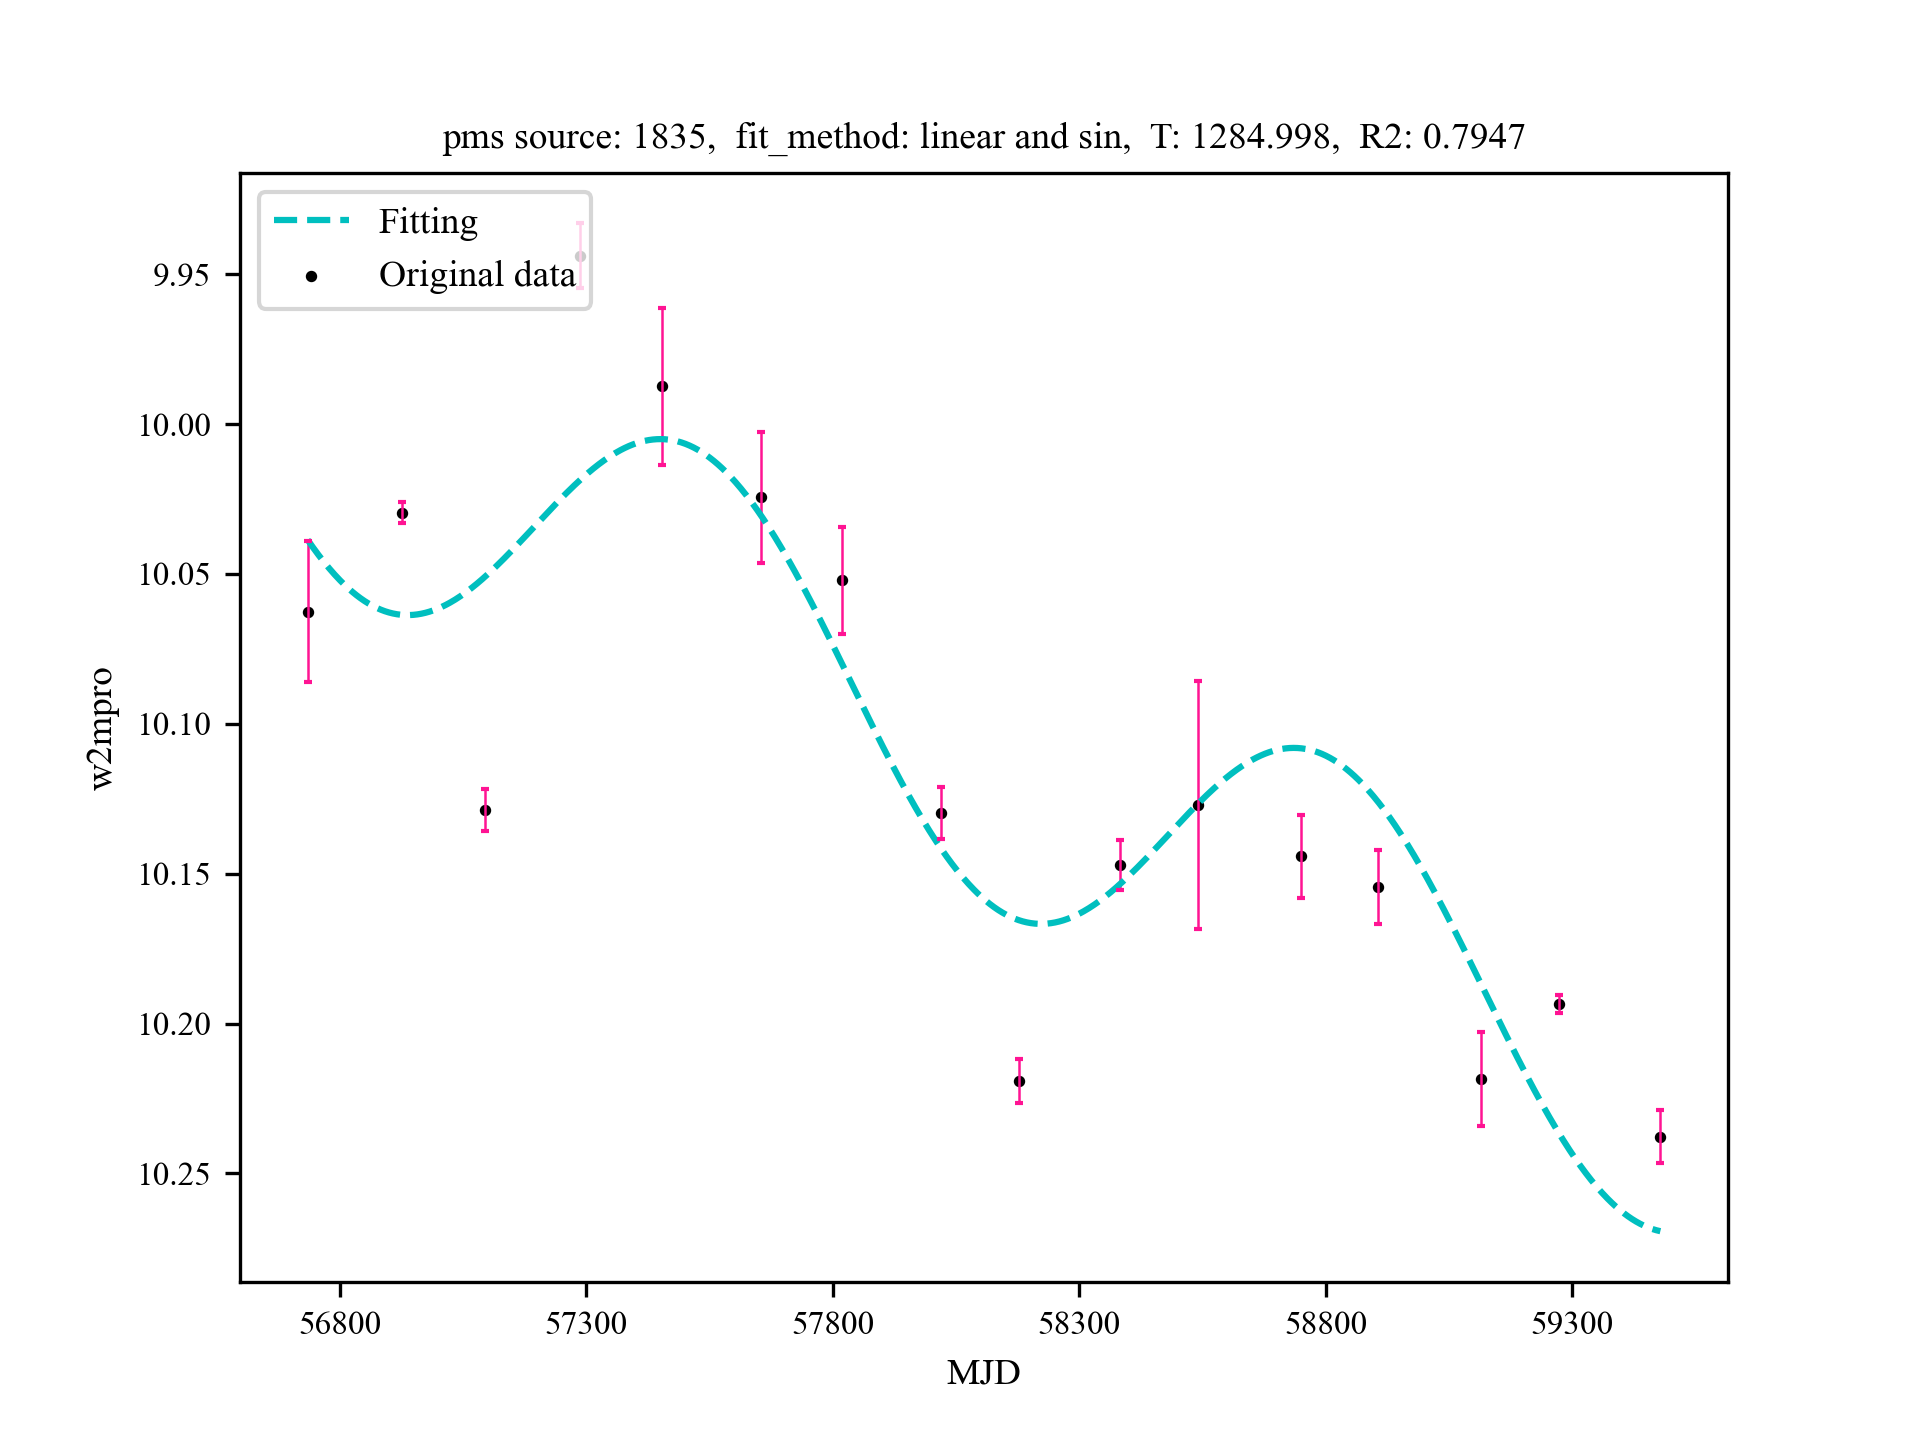 pms source: 1835,  fit_method: linear and sin,  T: 1284.998,  R2: 0.7947
Fitting
Original data
9.95
10.00
10.05
10.10
10.15
10.20
10.25
w2mpro
56800
57300
57800
58300
58800
59300
MJD